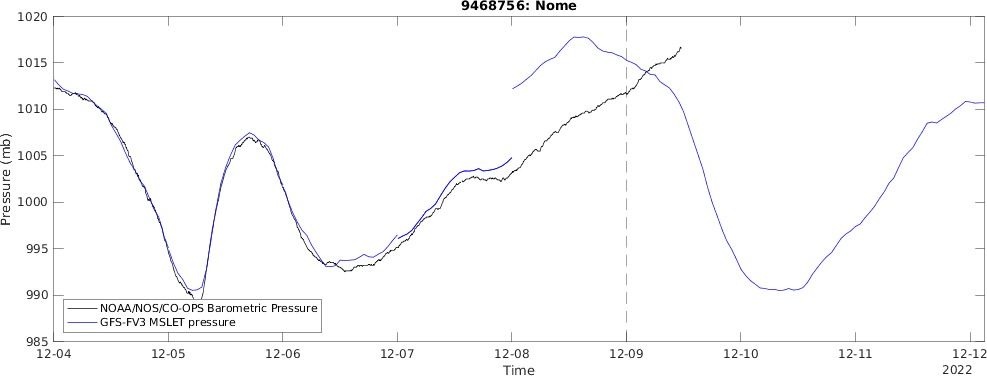 9468756: Nome
Pressure (mb)
1020
1015
1010
1005
1000
995
990
985
NOAA/NOS/CO-OPS Barometric Pressure
GFS-FV3 MSLET pressure
12-04 12-05 12-06 12-07 12-08 12-09 12-10 12-11 12-12
Time
2022